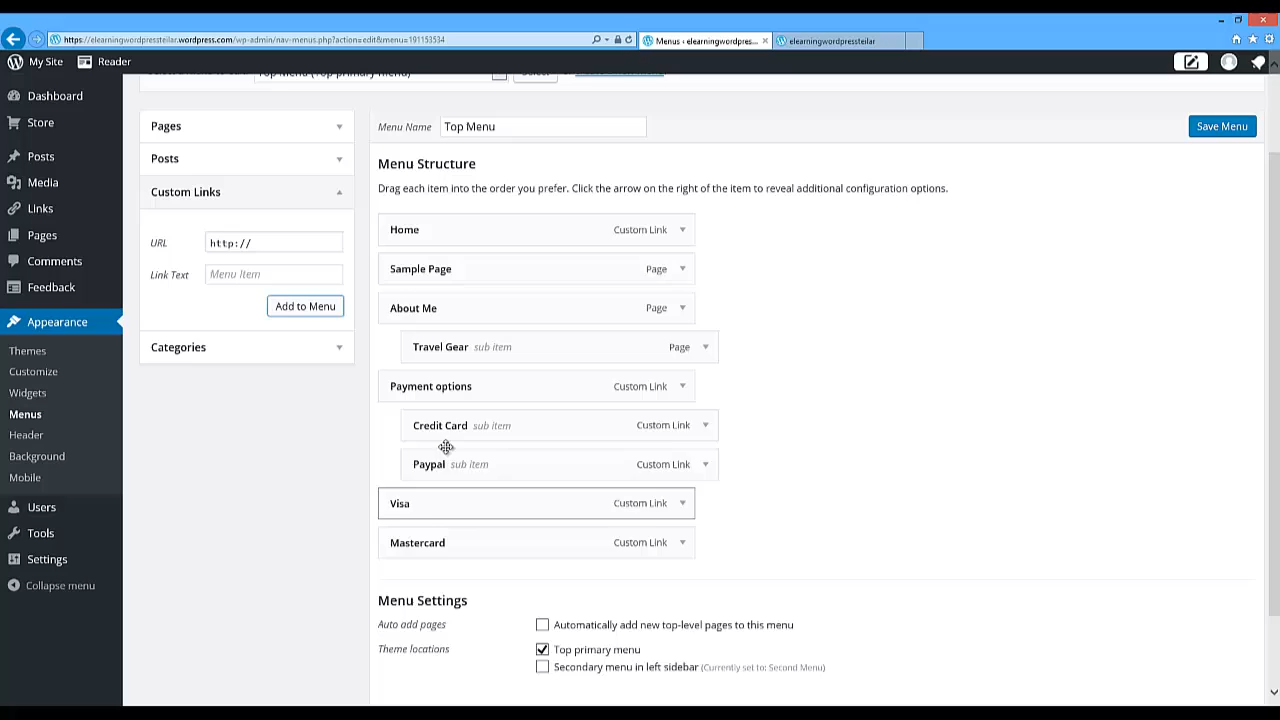 https://elearningwordpressteilar.wordpress.com/wp-admin/nav-menus.php?action=edit&menu=191153534
Menus ‹ elearningwordpres...
elearningwordpressteilar
My Site
Reader
Dashboard
Store
Posts
Media
Links
Pages
Comments
Feedback
Appearance
Themes
Customize
Widgets
Menus
Header
Background
Mobile
Users
Tools
Settings
Collapse menu
Top Menu (Top primary menu)
Select
Pages
Posts
Custom Links
URL http://
Link Text Menu Item
Add to Menu
Categories
Menu Name Top Menu
Save Menu
Menu Structure
Drag each item into the order you prefer. Click the arrow on the right of the item to reveal additional configuration options.
Home Custom Link
Sample Page Page
About Me Page
Travel Gear sub item Page
Payment options Custom Link
Credit Card sub item Custom Link
Paypal sub item Custom Link
Visa Custom Link
Mastercard Custom Link
Menu Settings
Auto add pages Automatically add new top-level pages to this menu
Theme locations Top primary menu
Secondary menu in left sidebar (Currently set to: Second Menu)